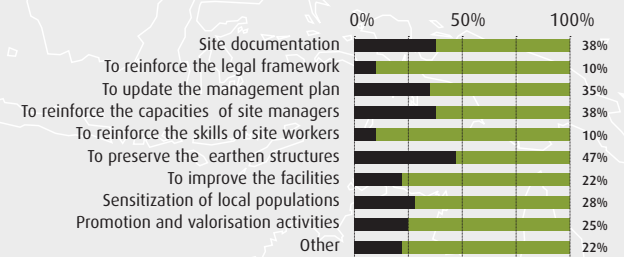 0% 50% 100%
Site documentation 38%
To reinforce the legal framework 10%
To update the management plan 35%
To reinforce the capacities of site managers 38%
To reinforce the skills of site workers 10%
To preserve the earthen structures 47%
To improve the facilities 22%
Sensitization of local populations 28%
Promotion and valorisation activities 25%
Other 22%